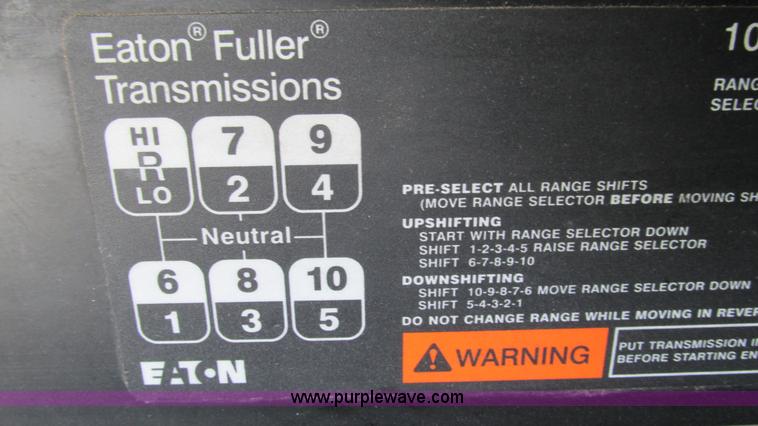 Eaton® Fuller®
Transmissions
10
HI 7 9
R
LO 2 4
Neutral
6 8 10
1 3 5
EATON
PRE-SELECT ALL RANGE SHIFTS
(MOVE RANGE SELECTOR BEFORE MOVING
UPSHIFTING
START WITH RANGE SELECTOR DOWN
SHIFT 1-2-3-4-5 RAISE RANGE SELECTOR
SHIFT 6-7-8-9-10
DOWNSHIFTING
SHIFT 10-9-8-7-6 MOVE RANGE SELECTOR DOWN
SHIFT 5-4-3-2-1
DO NOT CHANGE RANGE WHILE MOVING IN
WARNING
PUT TRANSMISSION
BEFORE STARTING
www.purplewave.com